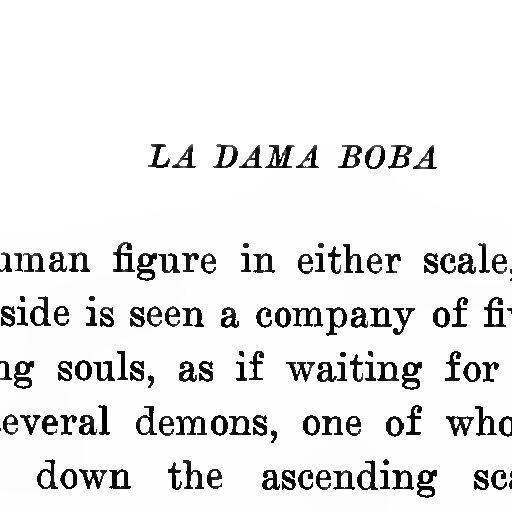 LA DAMA BOBA
uman figure in either scale,
side is seen a company of fi
ng souls, as if waiting for
several demons, one of who
down the ascending sca